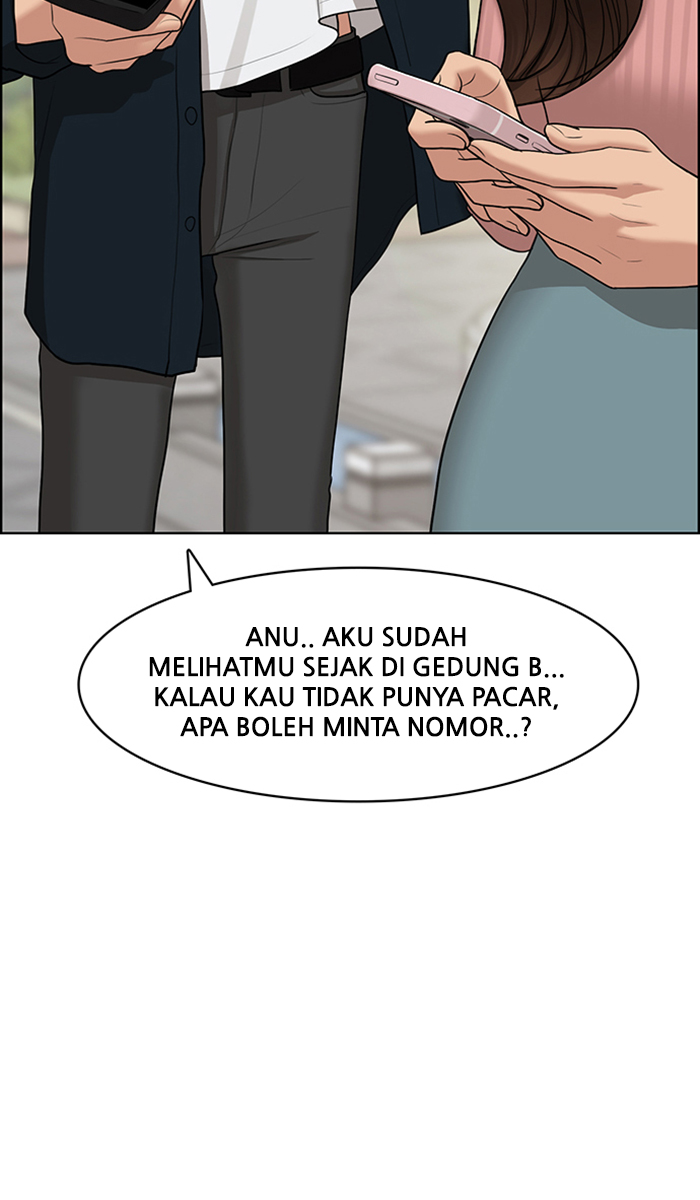 ANU.. AKU SUDAH
MELIHATMU SEJAK DI GEDUNG B...
KALAU KAU TIDAK PUNYA PACAR,
APA BOLEH MINTA NOMOR..?